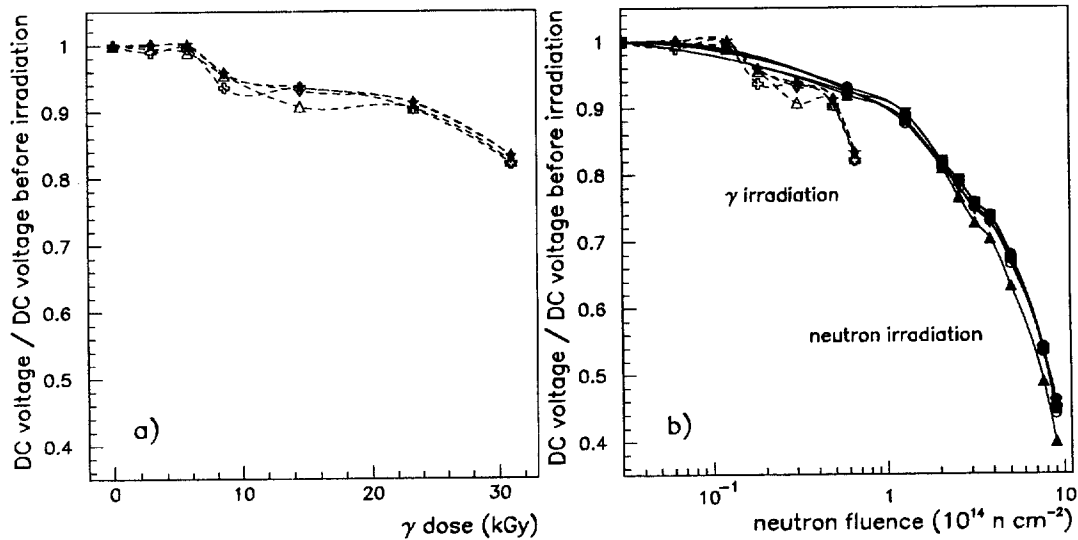 DC voltage / DC voltage before irradiation
1
0.9
0.8
0.7
0.6
0.5
0.4
a)
0
10
20
30
γ dose (kGy)
DC voltage / DC voltage before irradiation
1
0.9
0.8
0.7
0.6
0.5
0.4
γ irradiation
neutron irradiation
b)
10⁻¹
1
10
neutron fluence (10¹⁴ n cm⁻²)